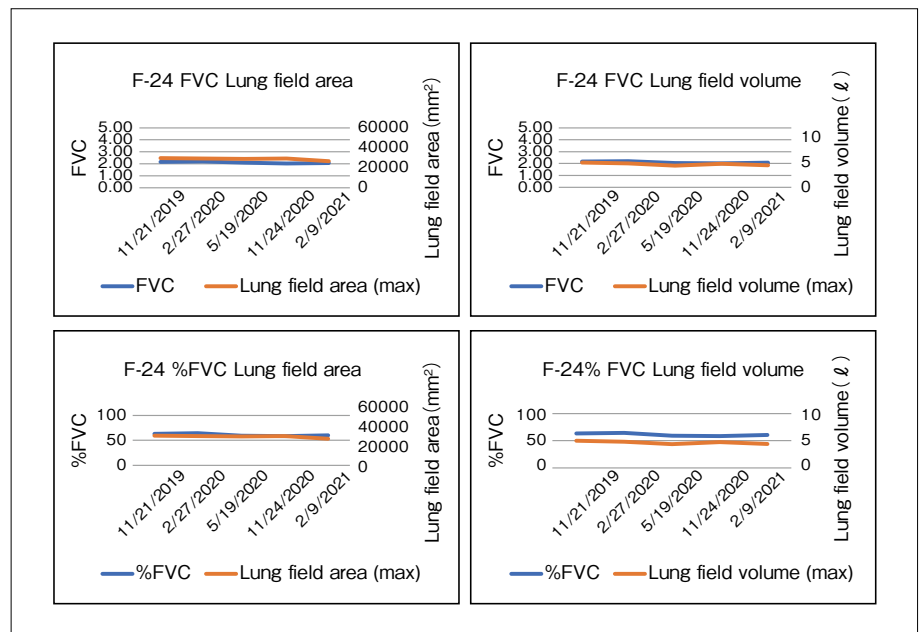 F-24 FVC Lung field area
FVC
5.00
4.00
3.00
2.00
1.00
0.00
60000
40000
20000
0
Lung field area (mm²)
11/21/2019
2/27/2020
5/19/2020
11/24/2020
2/9/2021
FVC
Lung field area (max)
F-24 FVC Lung field volume
FVC
5.00
4.00
3.00
2.00
1.00
0.00
10
5
0
Lung field volume (ℓ)
11/21/2019
2/27/2020
5/19/2020
11/24/2020
2/9/2021
FVC
Lung field volume (max)
F-24 %FVC Lung field area
%FVC
100
50
0
60000
40000
20000
0
Lung field area (mm²)
11/21/2019
2/27/2020
5/19/2020
11/24/2020
2/9/2021
%FVC
Lung field area (max)
F-24% FVC Lung field volume
%FVC
100
50
0
10
5
0
Lung field volume (ℓ)
11/21/2019
2/27/2020
5/19/2020
11/24/2020
2/9/2021
%FVC
Lung field volume (max)